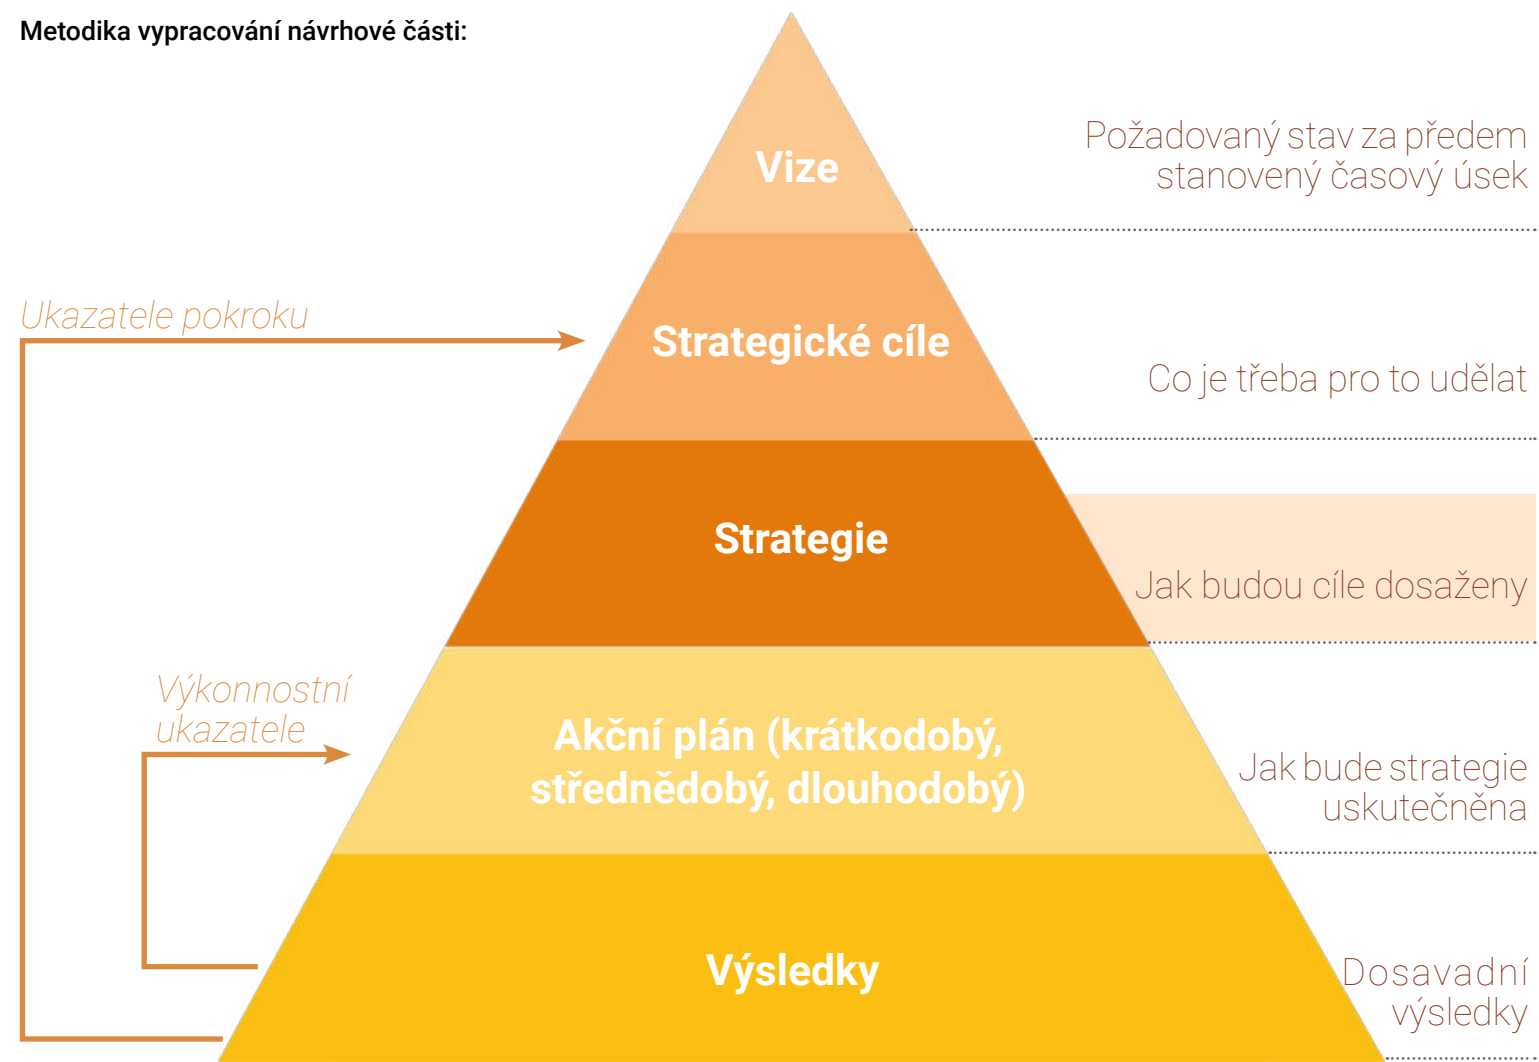 Metodika vypracování návrhové části:
Vize
Požadovaný stav za předem
stanovený časový úsek
Ukazatele pokroku
Strategické cíle
Co je třeba pro to udělat
Strategie
Jak budou cíle dosaženy
Výkonnostní
ukazatele
Akční plán (krátkodobý,
střednědobý, dlouhodobý)
Jak bude strategie
uskutečněna
Výsledky
Dosavadní
výsledky